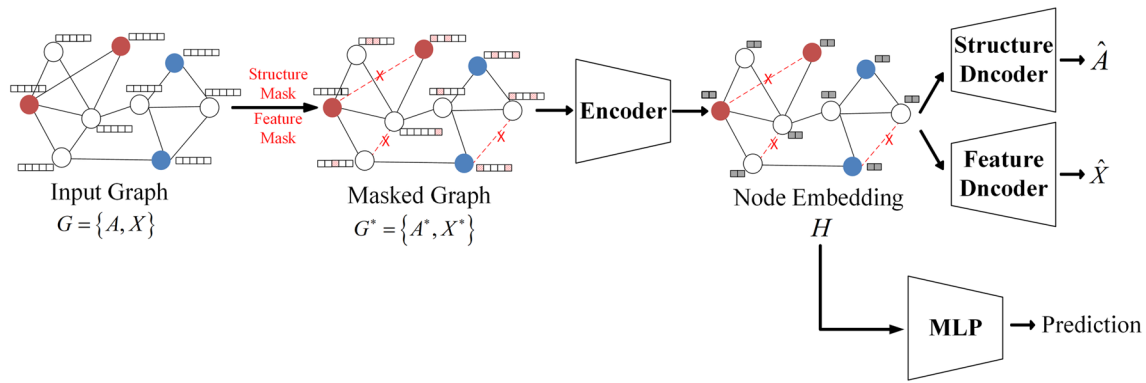 Structure
Mask
Feature
Mask
Input Graph
G = {A, X}
X
X
X
Masked Graph
G* = {A*, X*}
Encoder
X
X
X
Node Embedding
H
Structure
Dncoder
Â
Feature
Dncoder
X̂
MLP
Prediction